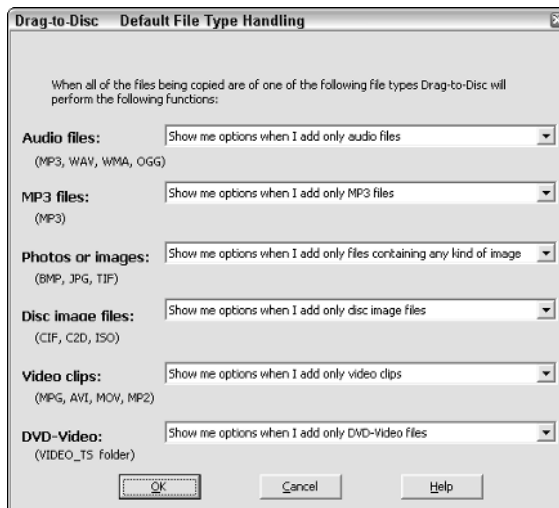 Drag-to-Disc Default File Type Handling
When all of the files being copied are of one of the following file types Drag-to-Disc will
perform the following functions:
Audio files: Show me options when I add only audio files
(MP3, WAV, WMA, OGG)
MP3 files: Show me options when I add only MP3 files
(MP3)
Photos or images: Show me options when I add only files containing any kind of image
(BMP, JPG, TIF)
Disc image files: Show me options when I add only disc image files
(CIF, C2D, ISO)
Video clips: Show me options when I add only video clips
(MPG, AVI, MOV, MP2)
DVD-Video: Show me options when I add only DVD-Video files
(VIDEO_TS folder)
OK Cancel Help